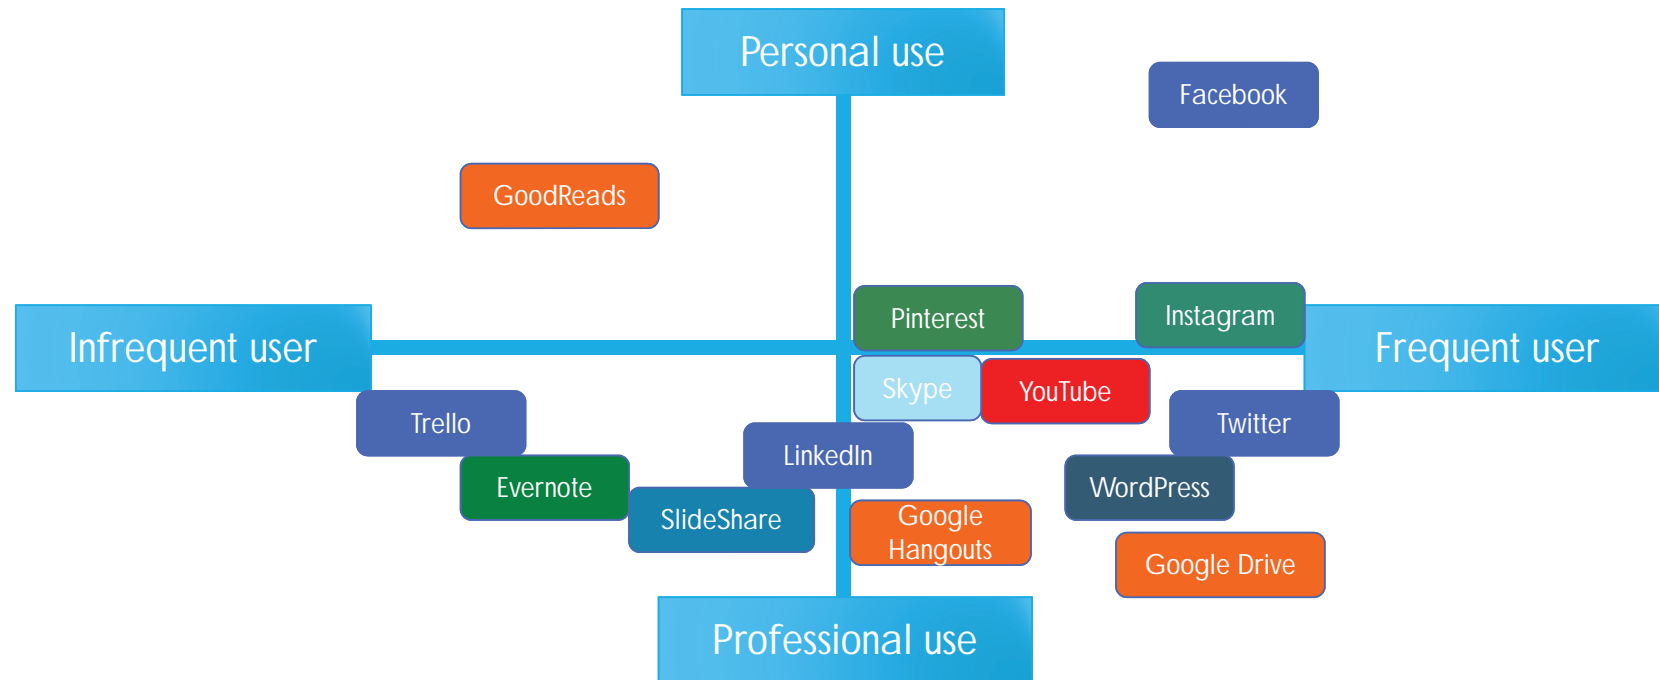 Personal use
Facebook
GoodReads
Pinterest
Instagram
Infrequent user
Frequent user
Skype
YouTube
Trello
Twitter
LinkedIn
Evernote
WordPress
SlideShare
Google
Hangouts
Google Drive
Professional use